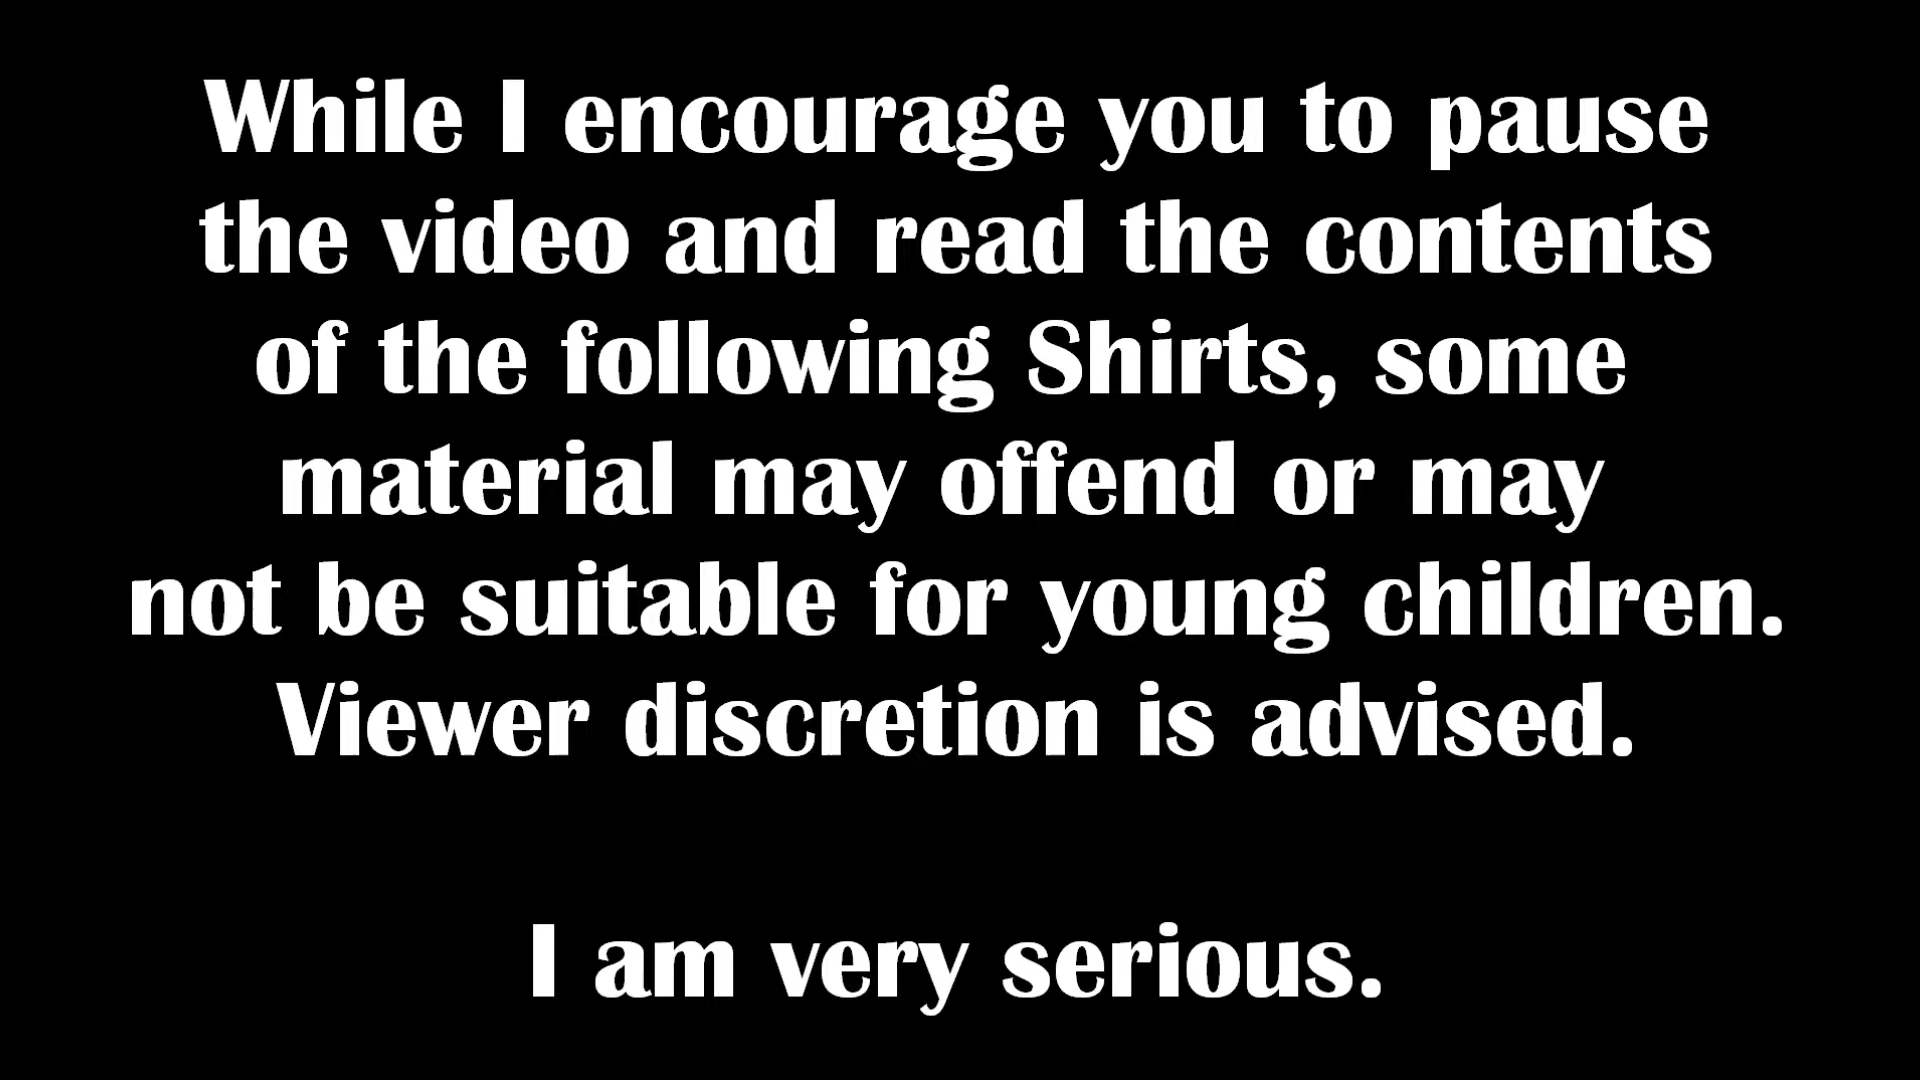 While I encourage you to pause
the video and read the contents
of the following Shirts, some
material may offend or may
not be suitable for young children.
Viewer discretion is advised.
I am very serious.